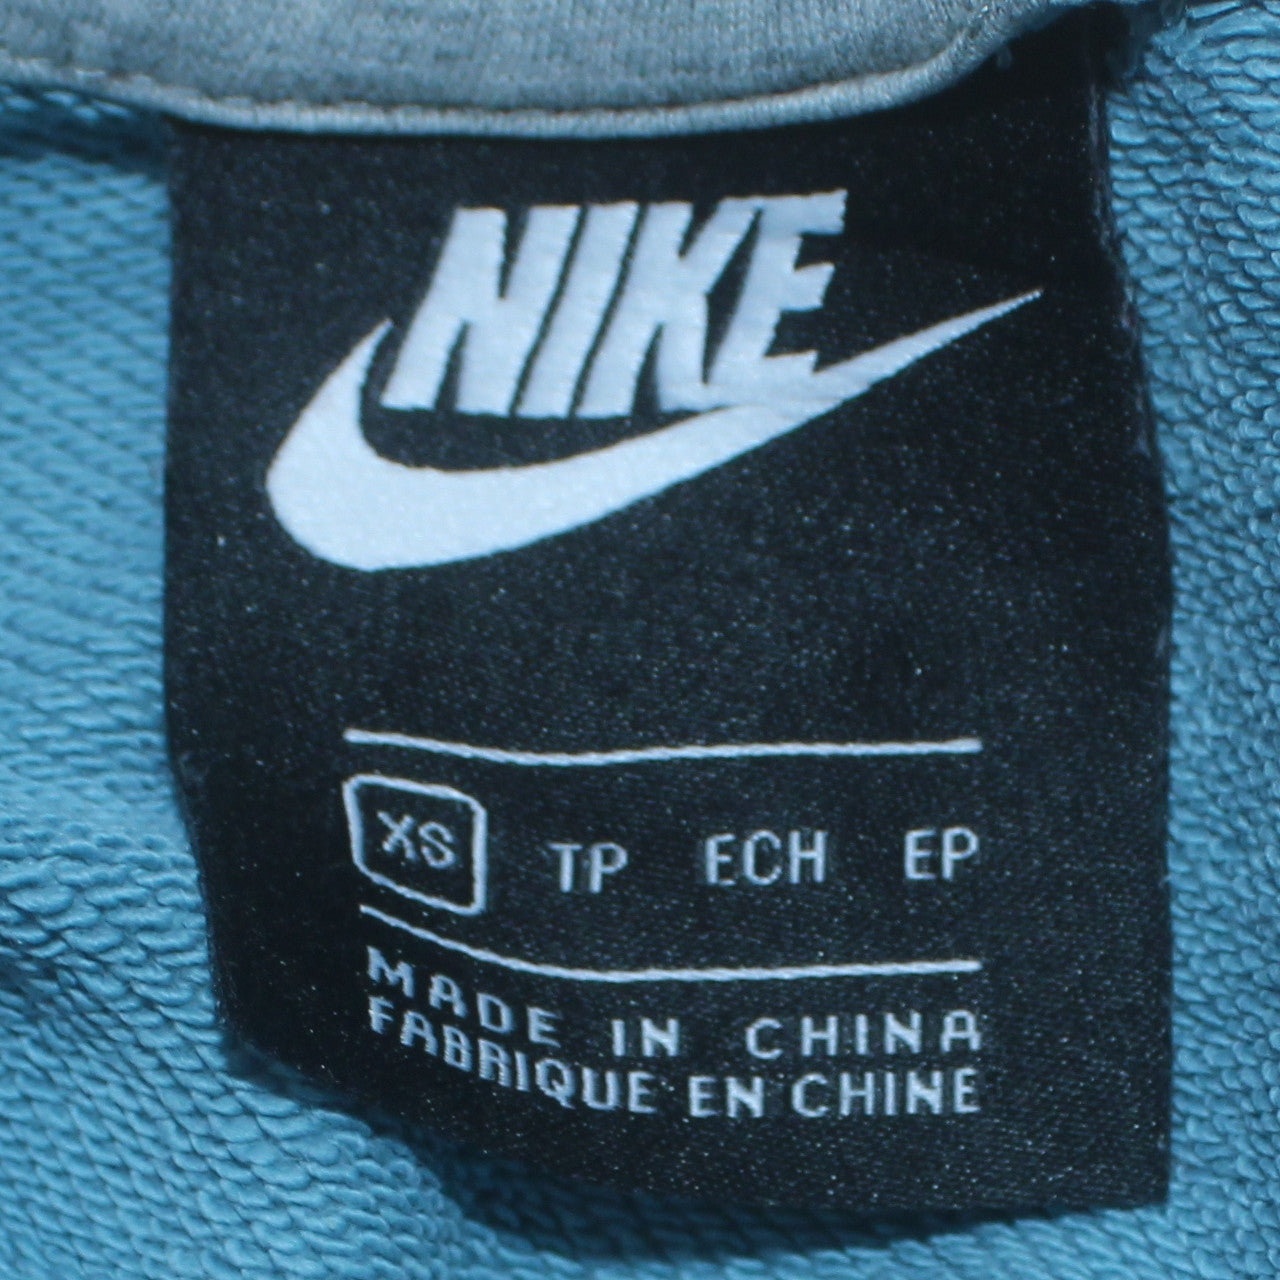 NIKE
XS TP ECH EP
MADE IN CHINA
FABRIQUE EN CHINE